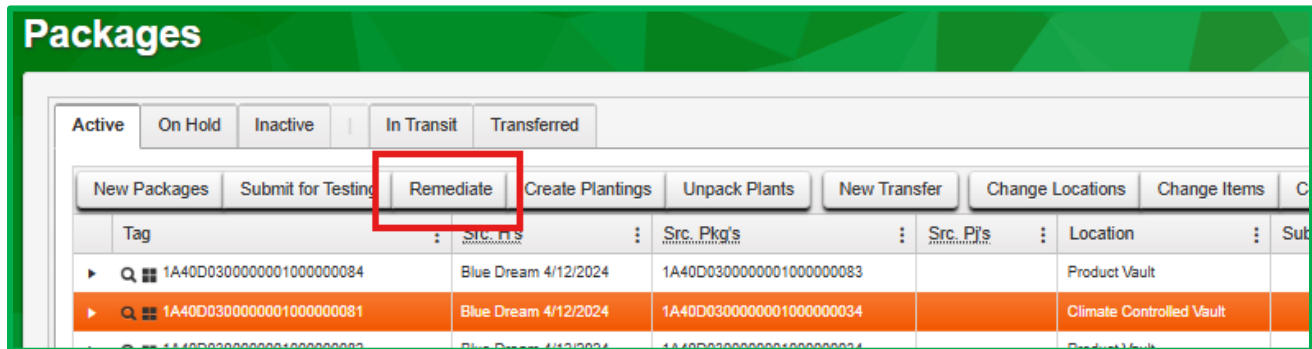 Packages
Active On Hold Inactive | In Transit Transferred
New Packages Submit for Testing Remediate Create Plantings Unpack Plants New Transfer Change Locations Change Items C
Tag Src. H's Src. Pkg's Src. Pj's Location Sub
1A40D0300000001000000084 Blue Dream 4/12/2024 1A40D0300000001000000083 Product Vault
1A40D0300000001000000081 Blue Dream 4/12/2024 1A40D0300000001000000034 Climate Controlled Vault